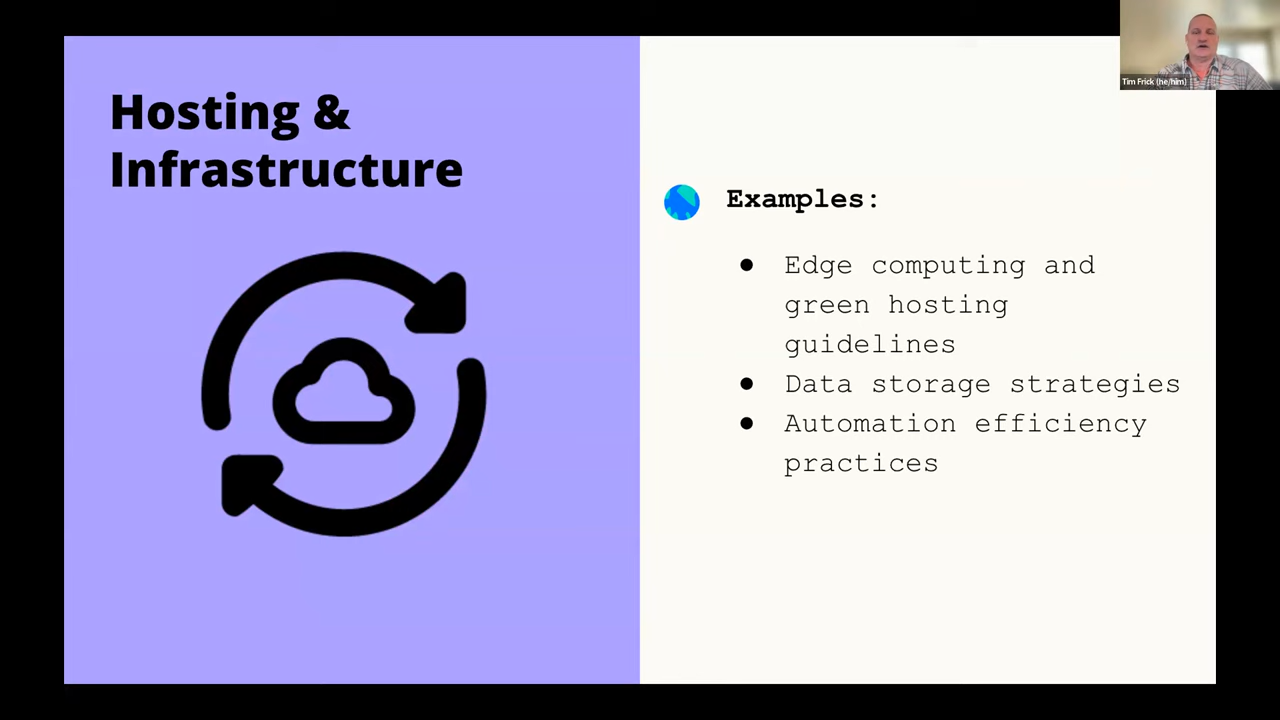 Hosting &
Infrastructure
Examples:
● Edge computing and
green hosting
guidelines
● Data storage strategies
● Automation efficiency
practices
Tim Frick (he/him)